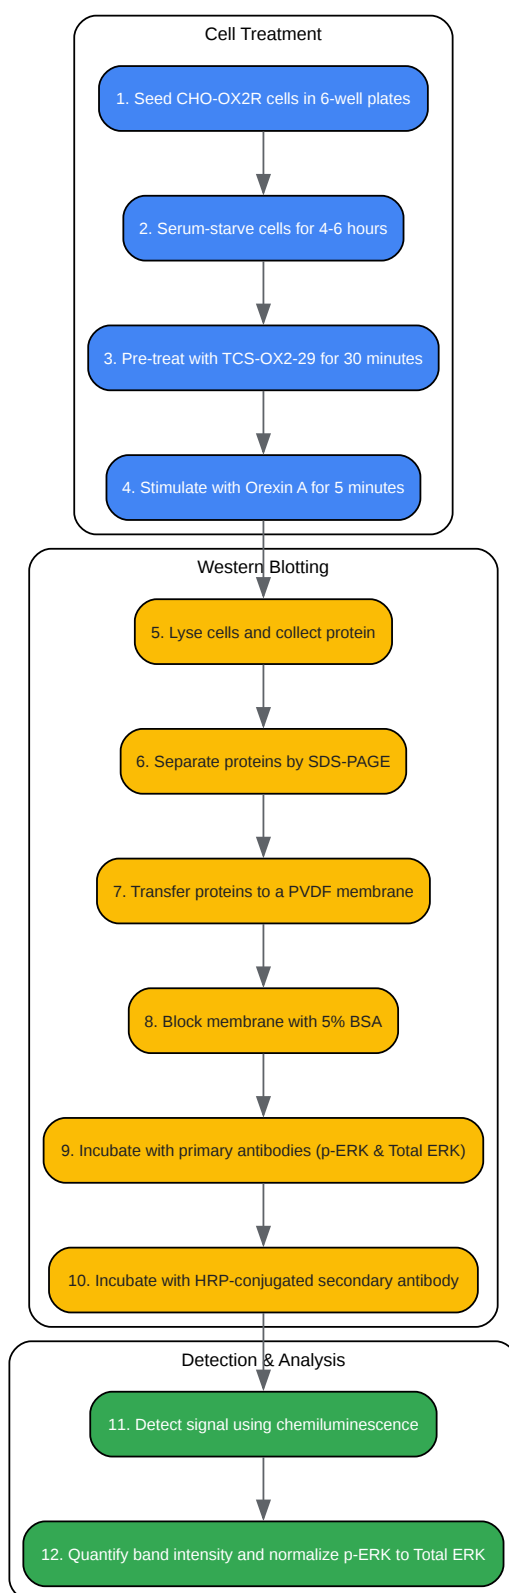 Cell Treatment
1. Seed CHO-OX2R cells in 6-well plates
2. Serum-starve cells for 4-6 hours
3. Pre-treat with TCS-OX2-29 for 30 minutes
4. Stimulate with Orexin A for 5 minutes
Western Blotting
5. Lyse cells and collect protein
6. Separate proteins by SDS-PAGE
7. Transfer proteins to a PVDF membrane
8. Block membrane with 5% BSA
9. Incubate with primary antibodies (p-ERK & Total ERK)
10. Incubate with HRP-conjugated secondary antibody
Detection & Analysis
11. Detect signal using chemiluminescence
12. Quantify band intensity and normalize p-ERK to Total ERK